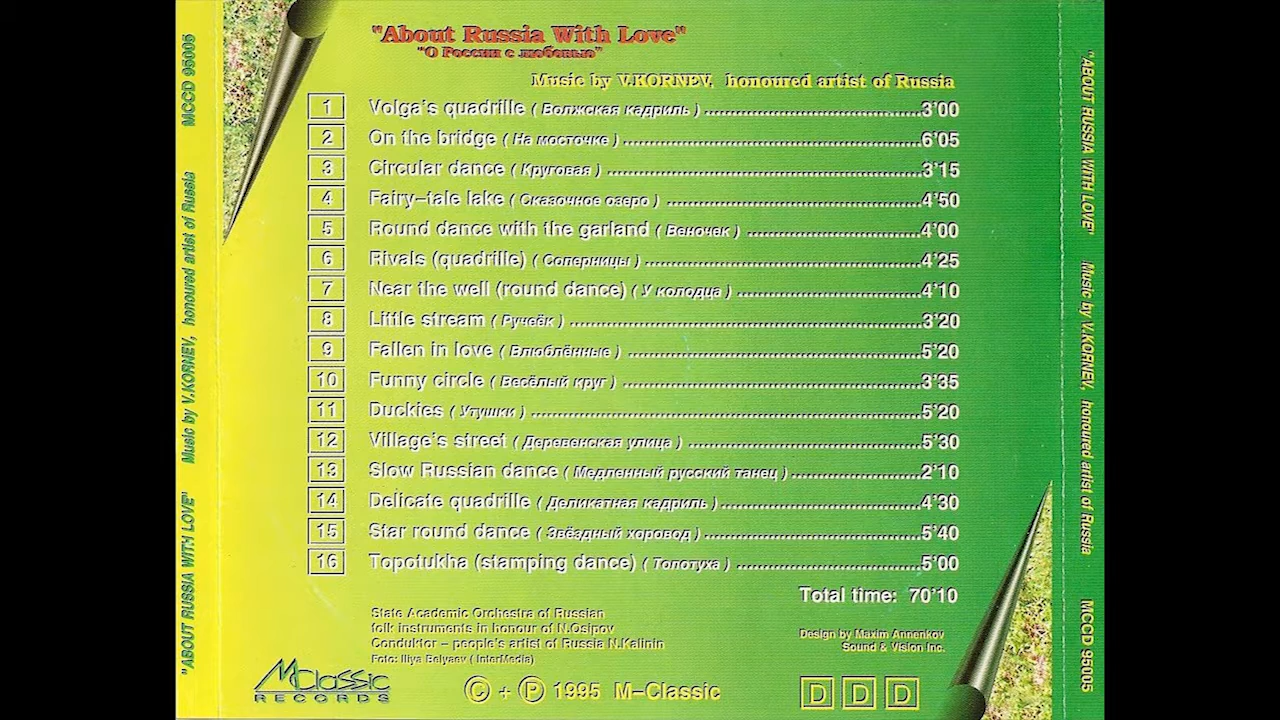 MCCD 95005
"ABOUT RUSSIA WITH LOVE" Music by V.KORNEV, honoured artist of Russia
"About Russia With Love"
"О России с любовью"
Music by V.KORNEV, honoured artist of Russia
1 Volga's quadrille ( Волжская кадриль ) 3'00
2 On the bridge ( На мосточке ) 6'05
3 Circular dance ( Круговая ) 3'15
4 Fairy-tale lake ( Сказочное озеро ) 4'50
5 Round dance with the garland ( Веночек ) 4'00
6 Rivals (quadrille) ( Соперницы ) 4'25
7 Near the well (round dance) ( У колодца ) 4'10
8 Little stream ( Ручеёк ) 3'20
9 Fallen in love ( Влюблённые ) 5'20
10 Funny circle ( Весёлый круг ) 3'35
11 Duckies ( Утушки ) 5'20
12 Village's street ( Деревенская улица ) 5'30
13 Slow Russian dance ( Медленный русский танец ) 2'10
14 Delicate quadrille ( Деликатная кадриль ) 4'30
15 Star round dance ( Звёздный хоровод ) 5'40
16 Topotukha (stamping dance) ( Топотуха ) 5'00
Total time: 70'10
State Academic Orchestra of Russian
folk instruments in honour of N.Osipov
Conduktor - people's artist of Russia N.Kalinin
Foto: Iliya Belyaev ( InterMedia)
Design by Maxim Annenkov
Sound & Vision Inc.
MClassic
RECORDS
© + ℗ 1995 M-Classic
D D D
"ABOUT RUSSIA WITH LOVE" Music by V.KORNEV, honoured artist of Russia MCCD 95005